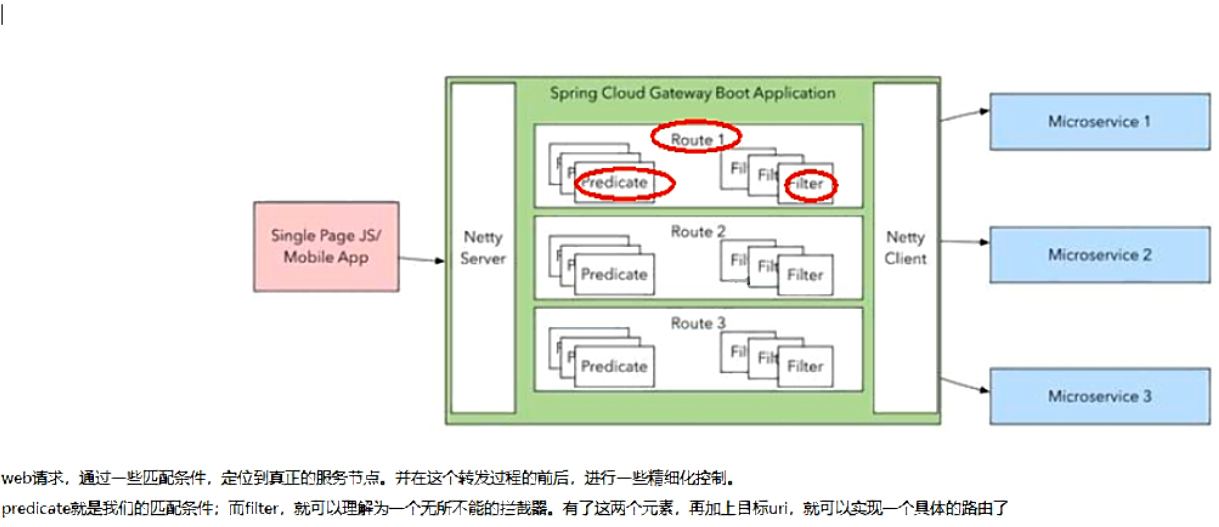 Spring Cloud Gateway Boot Application
Route 1
Predicate
Fil
Fil
Filter
Single Page JS/
Mobile App
Netty
Server
Route 2
Predicate
Fil
Fil
Filter
Netty
Client
Route 3
Predicate
Fil
Fil
Filter
Microservice 1
Microservice 2
Microservice 3
web请求，通过一些匹配条件，定位到真正的服务节点。并在这个转发过程的前后，进行一些精细化控制。
predicate就是我们的匹配条件；而filter，就可以理解为一个无所不能的拦截器。有了这两个元素，再加上目标uri，就可以实现一个具体的路由了